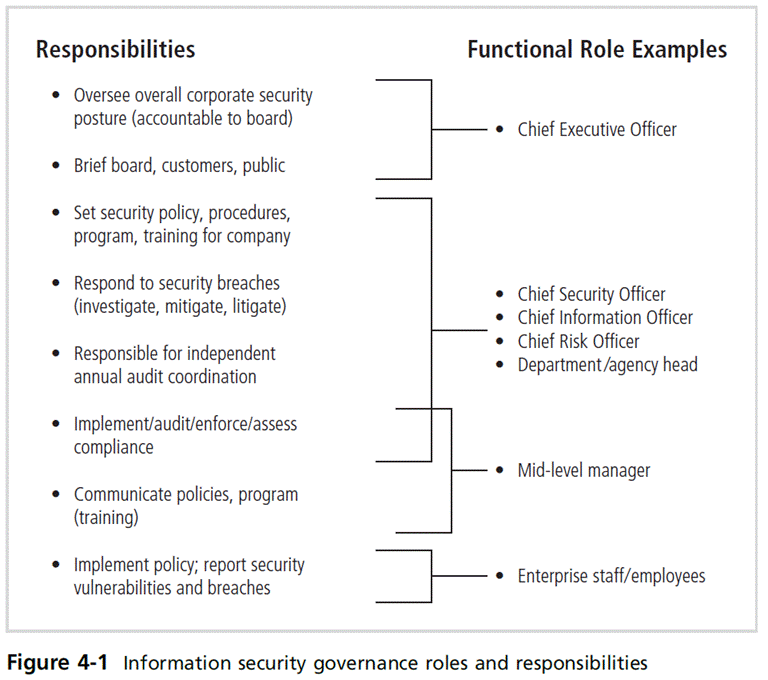 Responsibilities
Functional Role Examples
• Oversee overall corporate security
posture (accountable to board)
• Brief board, customers, public
• Set security policy, procedures,
program, training for company
• Respond to security breaches
(investigate, mitigate, litigate)
• Responsible for independent
annual audit coordination
• Implement/audit/enforce/assess
compliance
• Communicate policies, program
(training)
• Implement policy; report security
vulnerabilities and breaches
• Chief Executive Officer
• Chief Security Officer
• Chief Information Officer
• Chief Risk Officer
• Department/agency head
• Mid-level manager
• Enterprise staff/employees
Figure 4-1 Information security governance roles and responsibilities